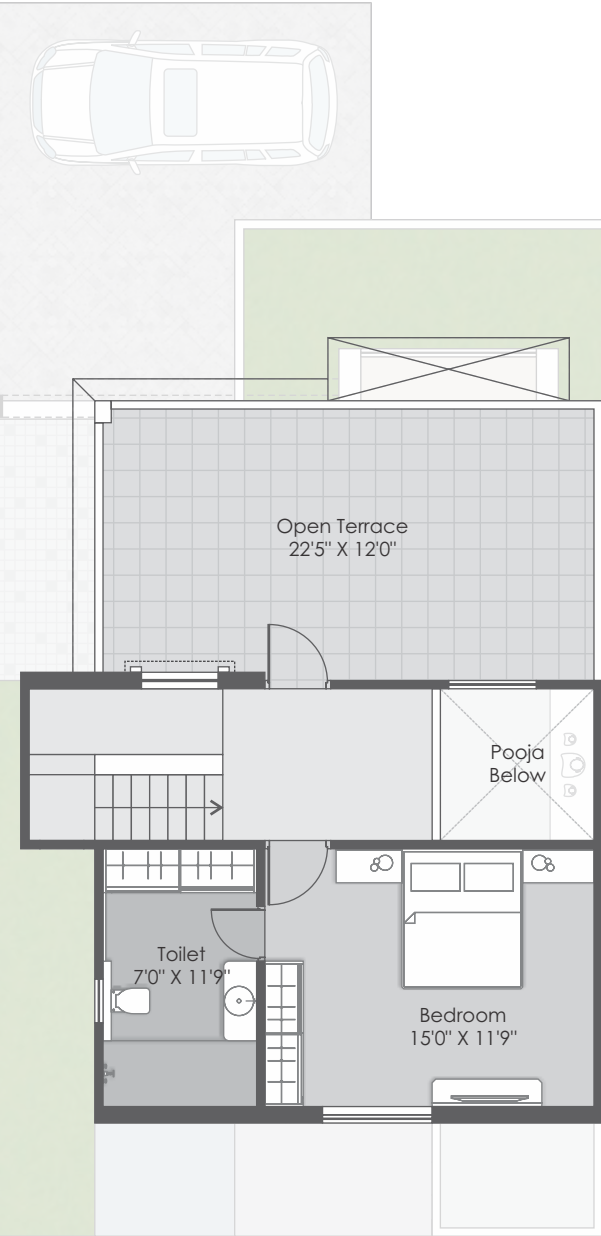 Open Terrace
22'5" X 12'0"
Pooja
Below
Toilet
7'0" X 11'9"
Bedroom
15'0" X 11'9"